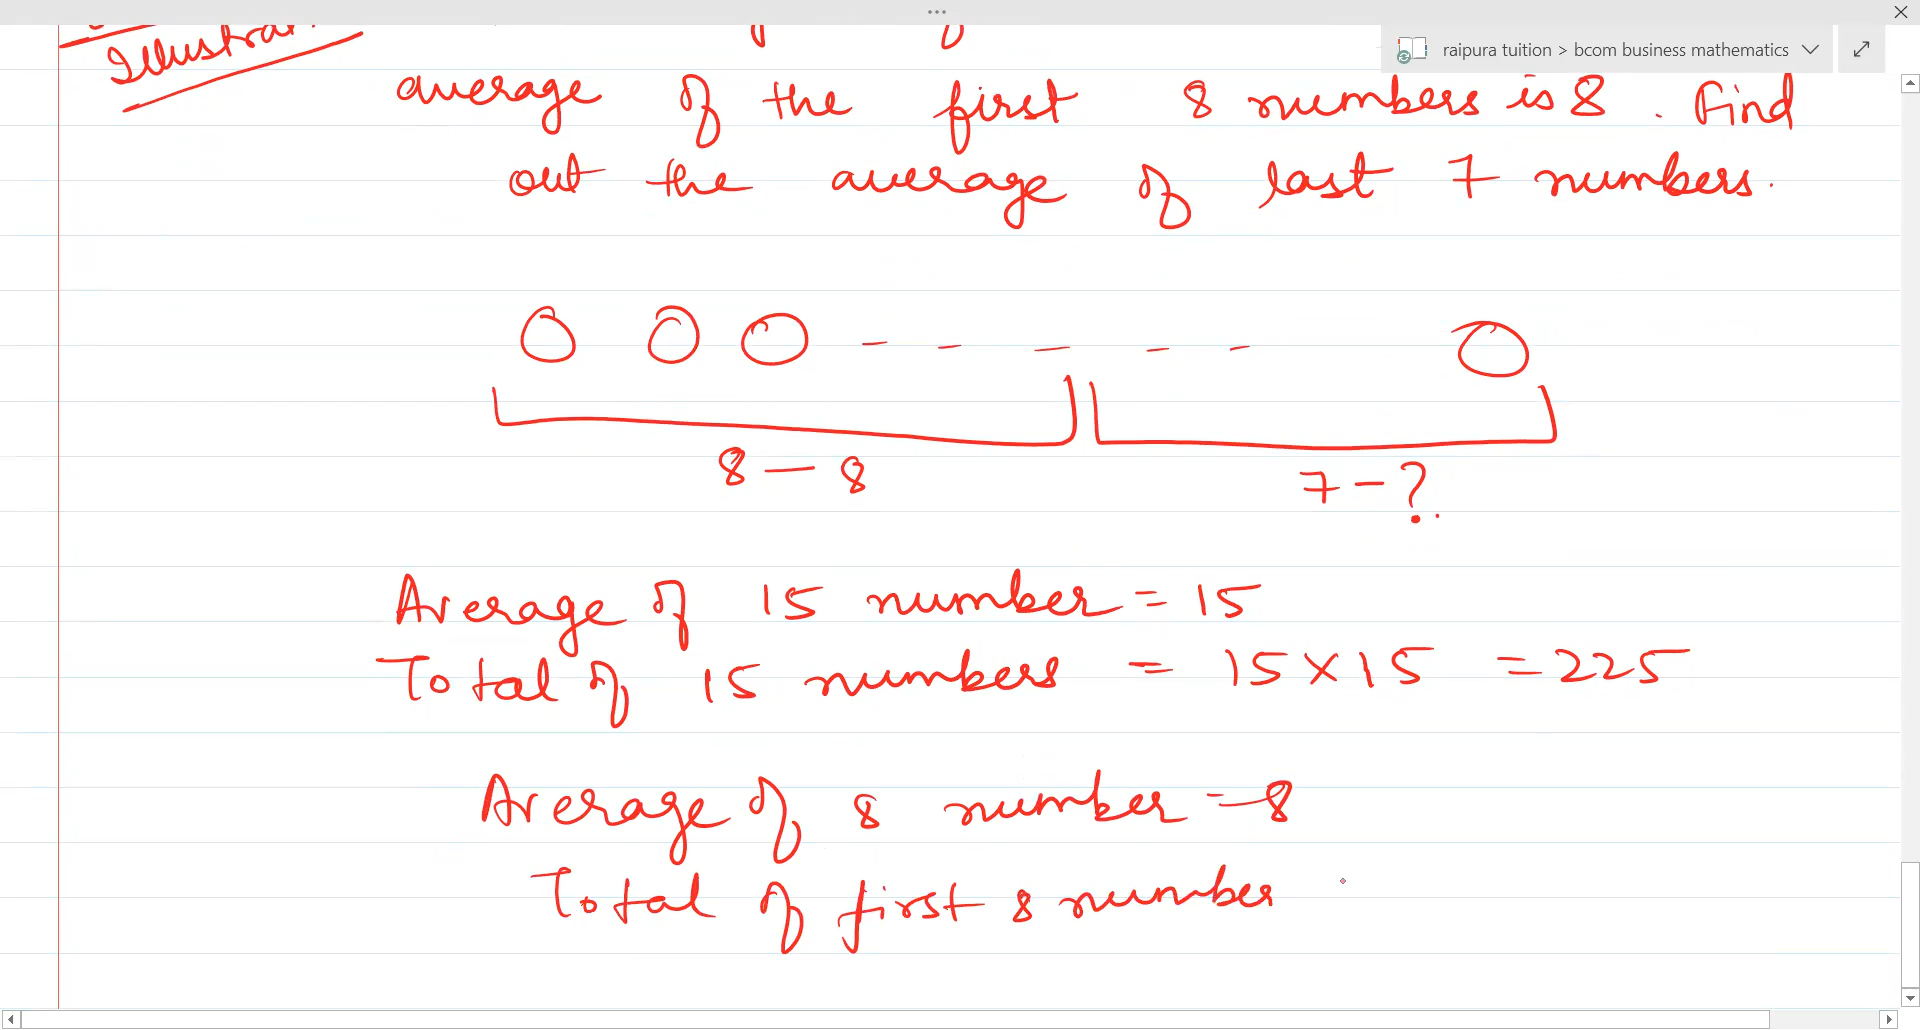 raipura tuition > bcom business mathematics
average of the first 8 numbers is 8. Find
out the average of last 7 numbers.
8 — 8
7 - ?
Average of 15 number = 15
Total of 15 numbers = 15 × 15 = 225
Average of 8 number = 8
Total of first 8 number